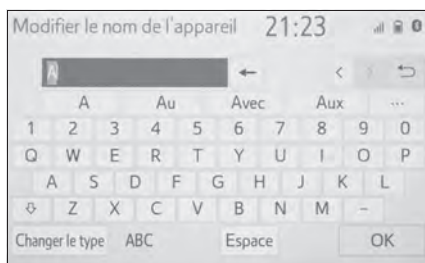 Modifier le nom de l'appareil 21:23 0
A ← < >
A Au Avec Aux ...
1 2 3 4 5 6 7 8 9 0
Q W E R T Y U I O P
A S D F G H J K L
Z X C V B N M -
Changer le type ABC Espace OK